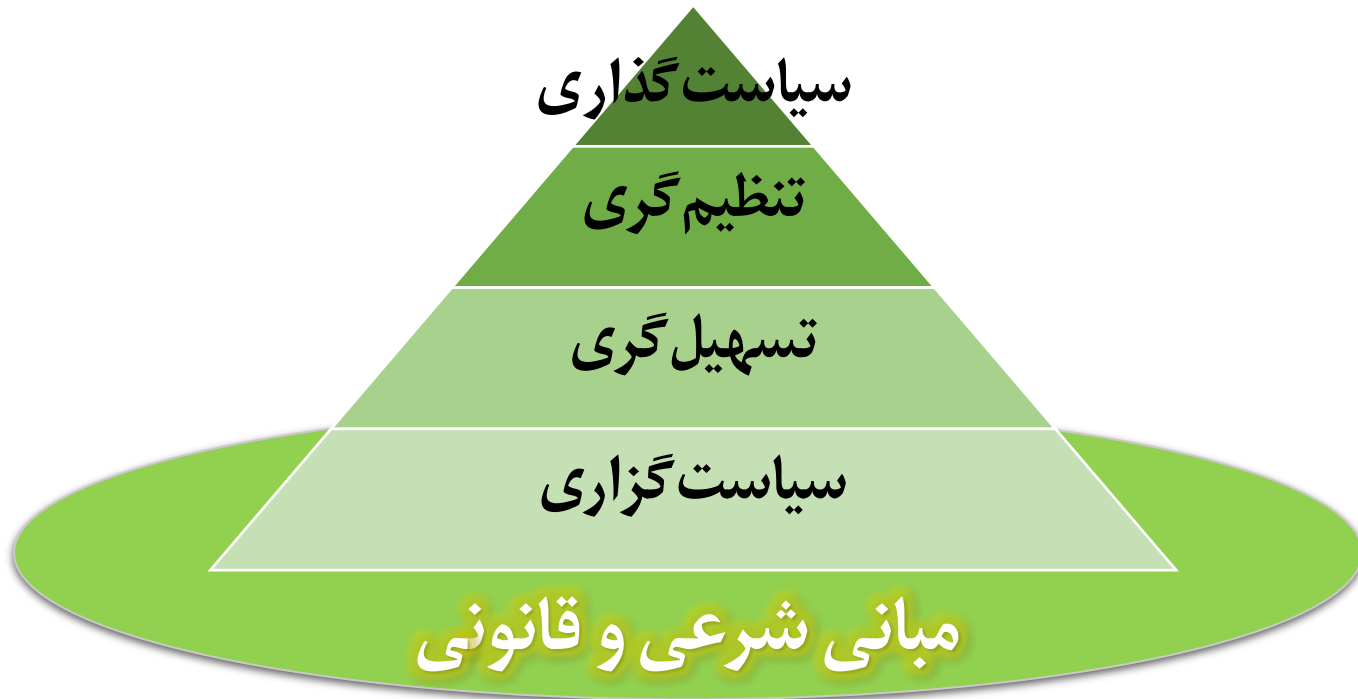 سیاست‌گذاری
تنظیم‌گری
تسهیل‌گری
سیاست‌گزاری
مبانی شرعی و قانونی